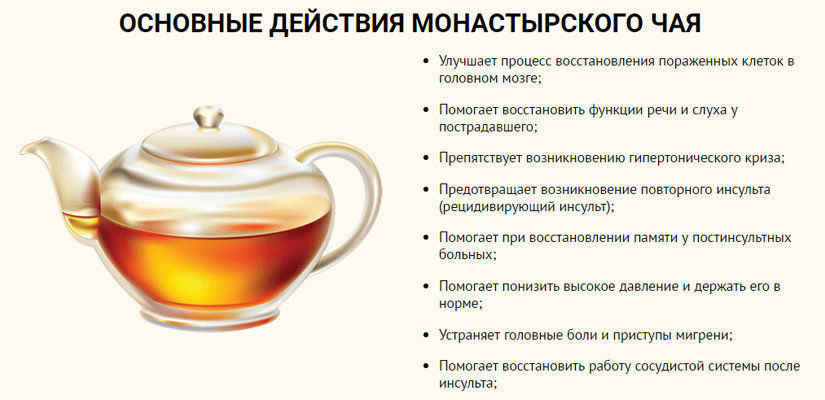 ОСНОВНЫЕ ДЕЙСТВИЯ МОНАСТЫРСКОГО ЧАЯ
Улучшает процесс восстановления пораженных клеток в
головном мозге;
Помогает восстановить функции речи и слуха у
пострадавшего;
Препятствует возникновению гипертонического криза;
Предотвращает возникновение повторного инсульта
(рецидивирующий инсульт);
Помогает при восстановлении памяти у постинсультных
больных;
Помогает понизить высокое давление и держать его в
норме;
Устраняет головные боли и приступы мигрени;
Помогает восстановить работу сосудистой системы после
инсульта;